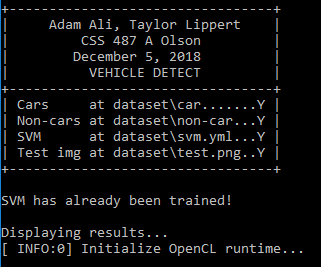 +---------------------------------+
| Adam Ali, Taylor Lippert |
| CSS 487 A Olson |
| December 5, 2018 |
| VEHICLE DETECT |
+---------------------------------+
| Cars at dataset\car.......Y |
| Non-cars at dataset\non-car...Y |
| SVM at dataset\svm.yml...Y |
| Test img at dataset\test.png..Y |
+---------------------------------+
SVM has already been trained!
Displaying results...
[ INFO:0] Initialize OpenCL runtime...